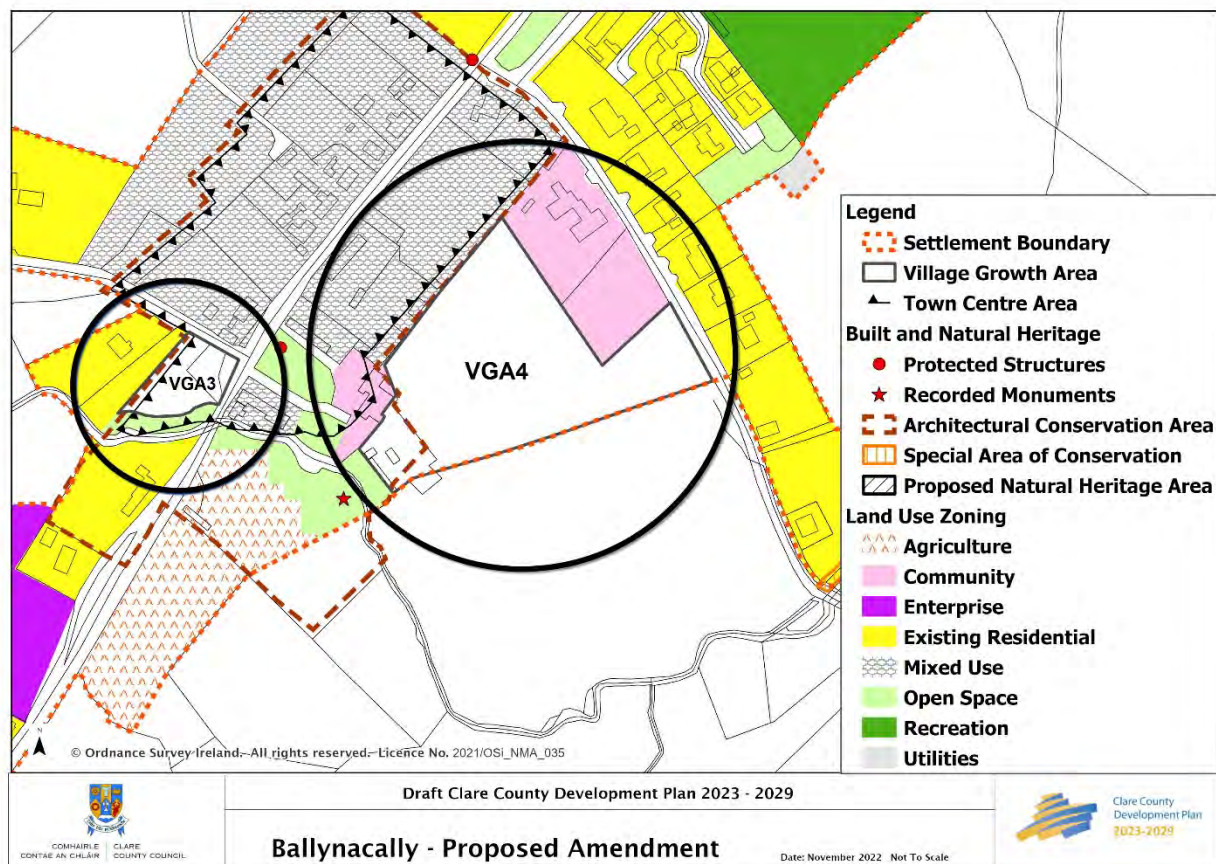 VGA3
VGA4
Legend
Settlement Boundary
Village Growth Area
Town Centre Area
Built and Natural Heritage
Protected Structures
Recorded Monuments
Architectural Conservation Area
Special Area of Conservation
Proposed Natural Heritage Area
Land Use Zoning
Agriculture
Community
Enterprise
Existing Residential
Mixed Use
Open Space
Recreation
Utilities
N
© Ordnance Survey Ireland. All rights reserved. Licence No. 2021/OSi_NMA_035
COMHAIRLE CLARE
CONTAE AN CHLÁIR COUNTY COUNCIL
Draft Clare County Development Plan 2023 - 2029
Ballynacally - Proposed Amendment
Date: November 2022 Not To Scale
Clare County
Development Plan
2023-2029